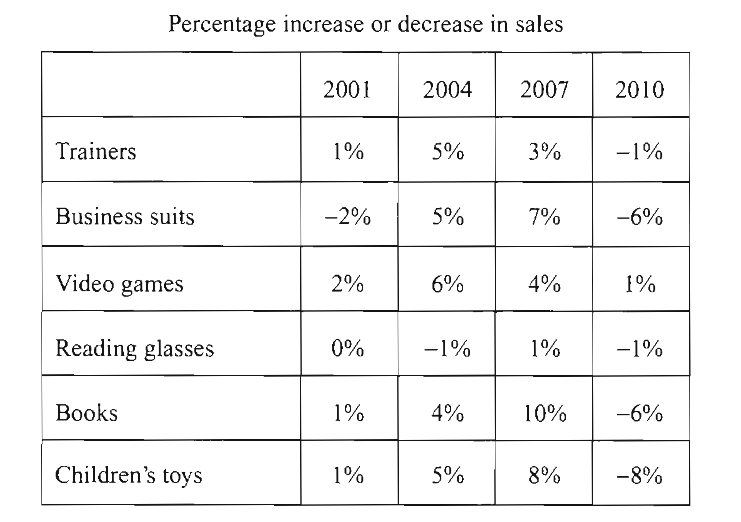 Percentage increase or decrease in sales
2001 2004 2007 2010
Trainers 1% 5% 3% –1%
Business suits –2% 5% 7% –6%
Video games 2% 6% 4% 1%
Reading glasses 0% –1% 1% –1%
Books 1% 4% 10% –6%
Children's toys 1% 5% 8% –8%